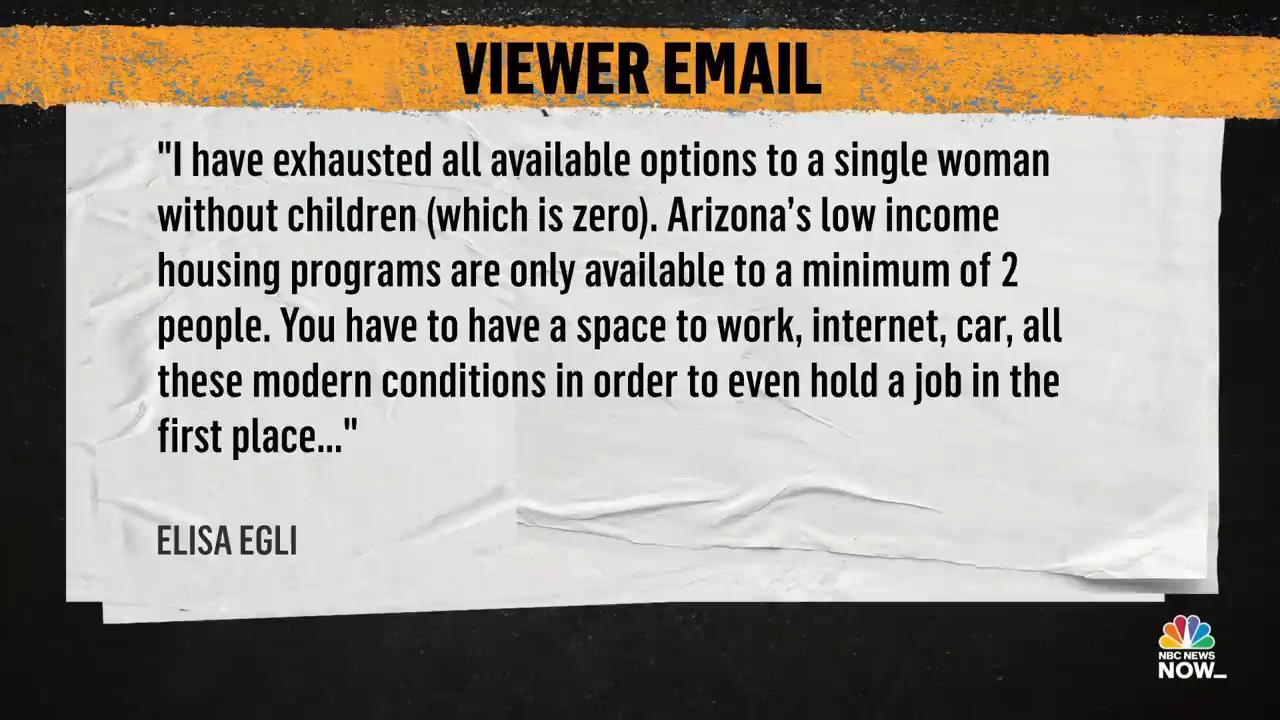 VIEWER EMAIL
"I have exhausted all available options to a single woman
without children (which is zero). Arizona’s low income
housing programs are only available to a minimum of 2
people. You have to have a space to work, internet, car, all
these modern conditions in order to even hold a job in the
first place..."
ELISA EGLI
NBC NEWS
NOW_